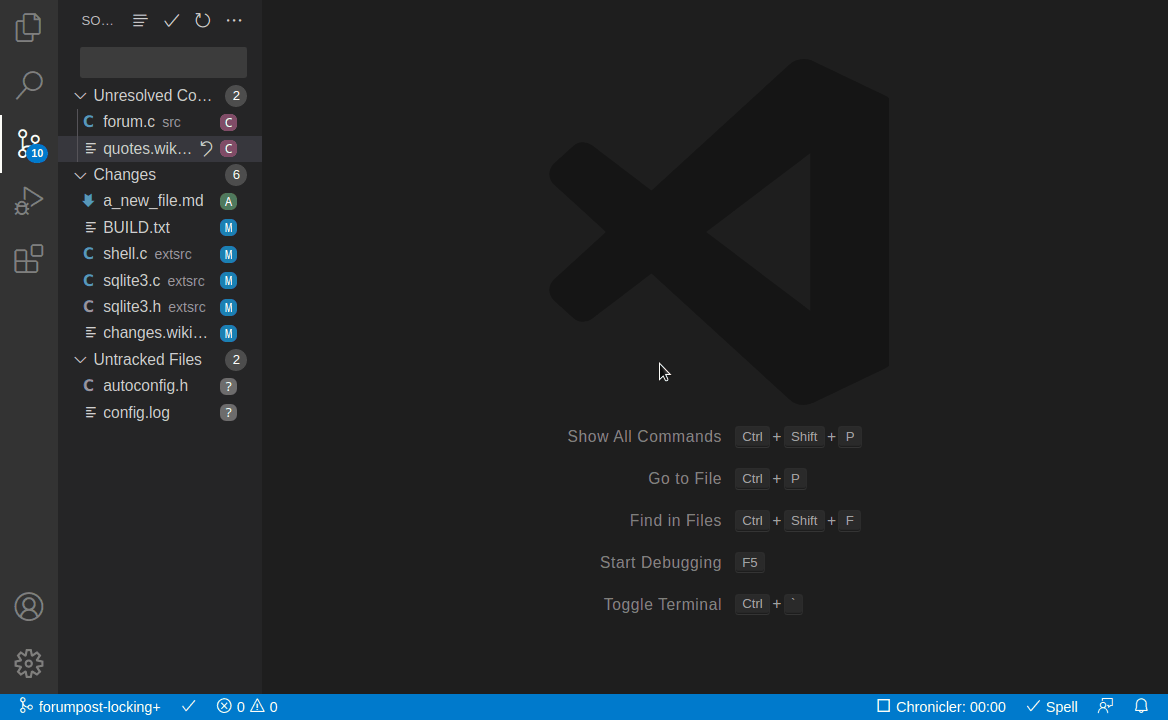 SO...
Unresolved Co... 2
C forum.c src C
quotes.wik... C
Changes 6
a_new_file.md A
BUILD.txt M
C shell.c extsrc M
C sqlite3.c extsrc M
C sqlite3.h extsrc M
changes.wiki... M
Untracked Files 2
C autoconfig.h ?
config.log ?
10
Show All Commands Ctrl + Shift + P
Go to File Ctrl + P
Find in Files Ctrl + Shift + F
Start Debugging F5
Toggle Terminal Ctrl + `
forumpost-locking+ 0 0 Chronicler: 00:00 Spell